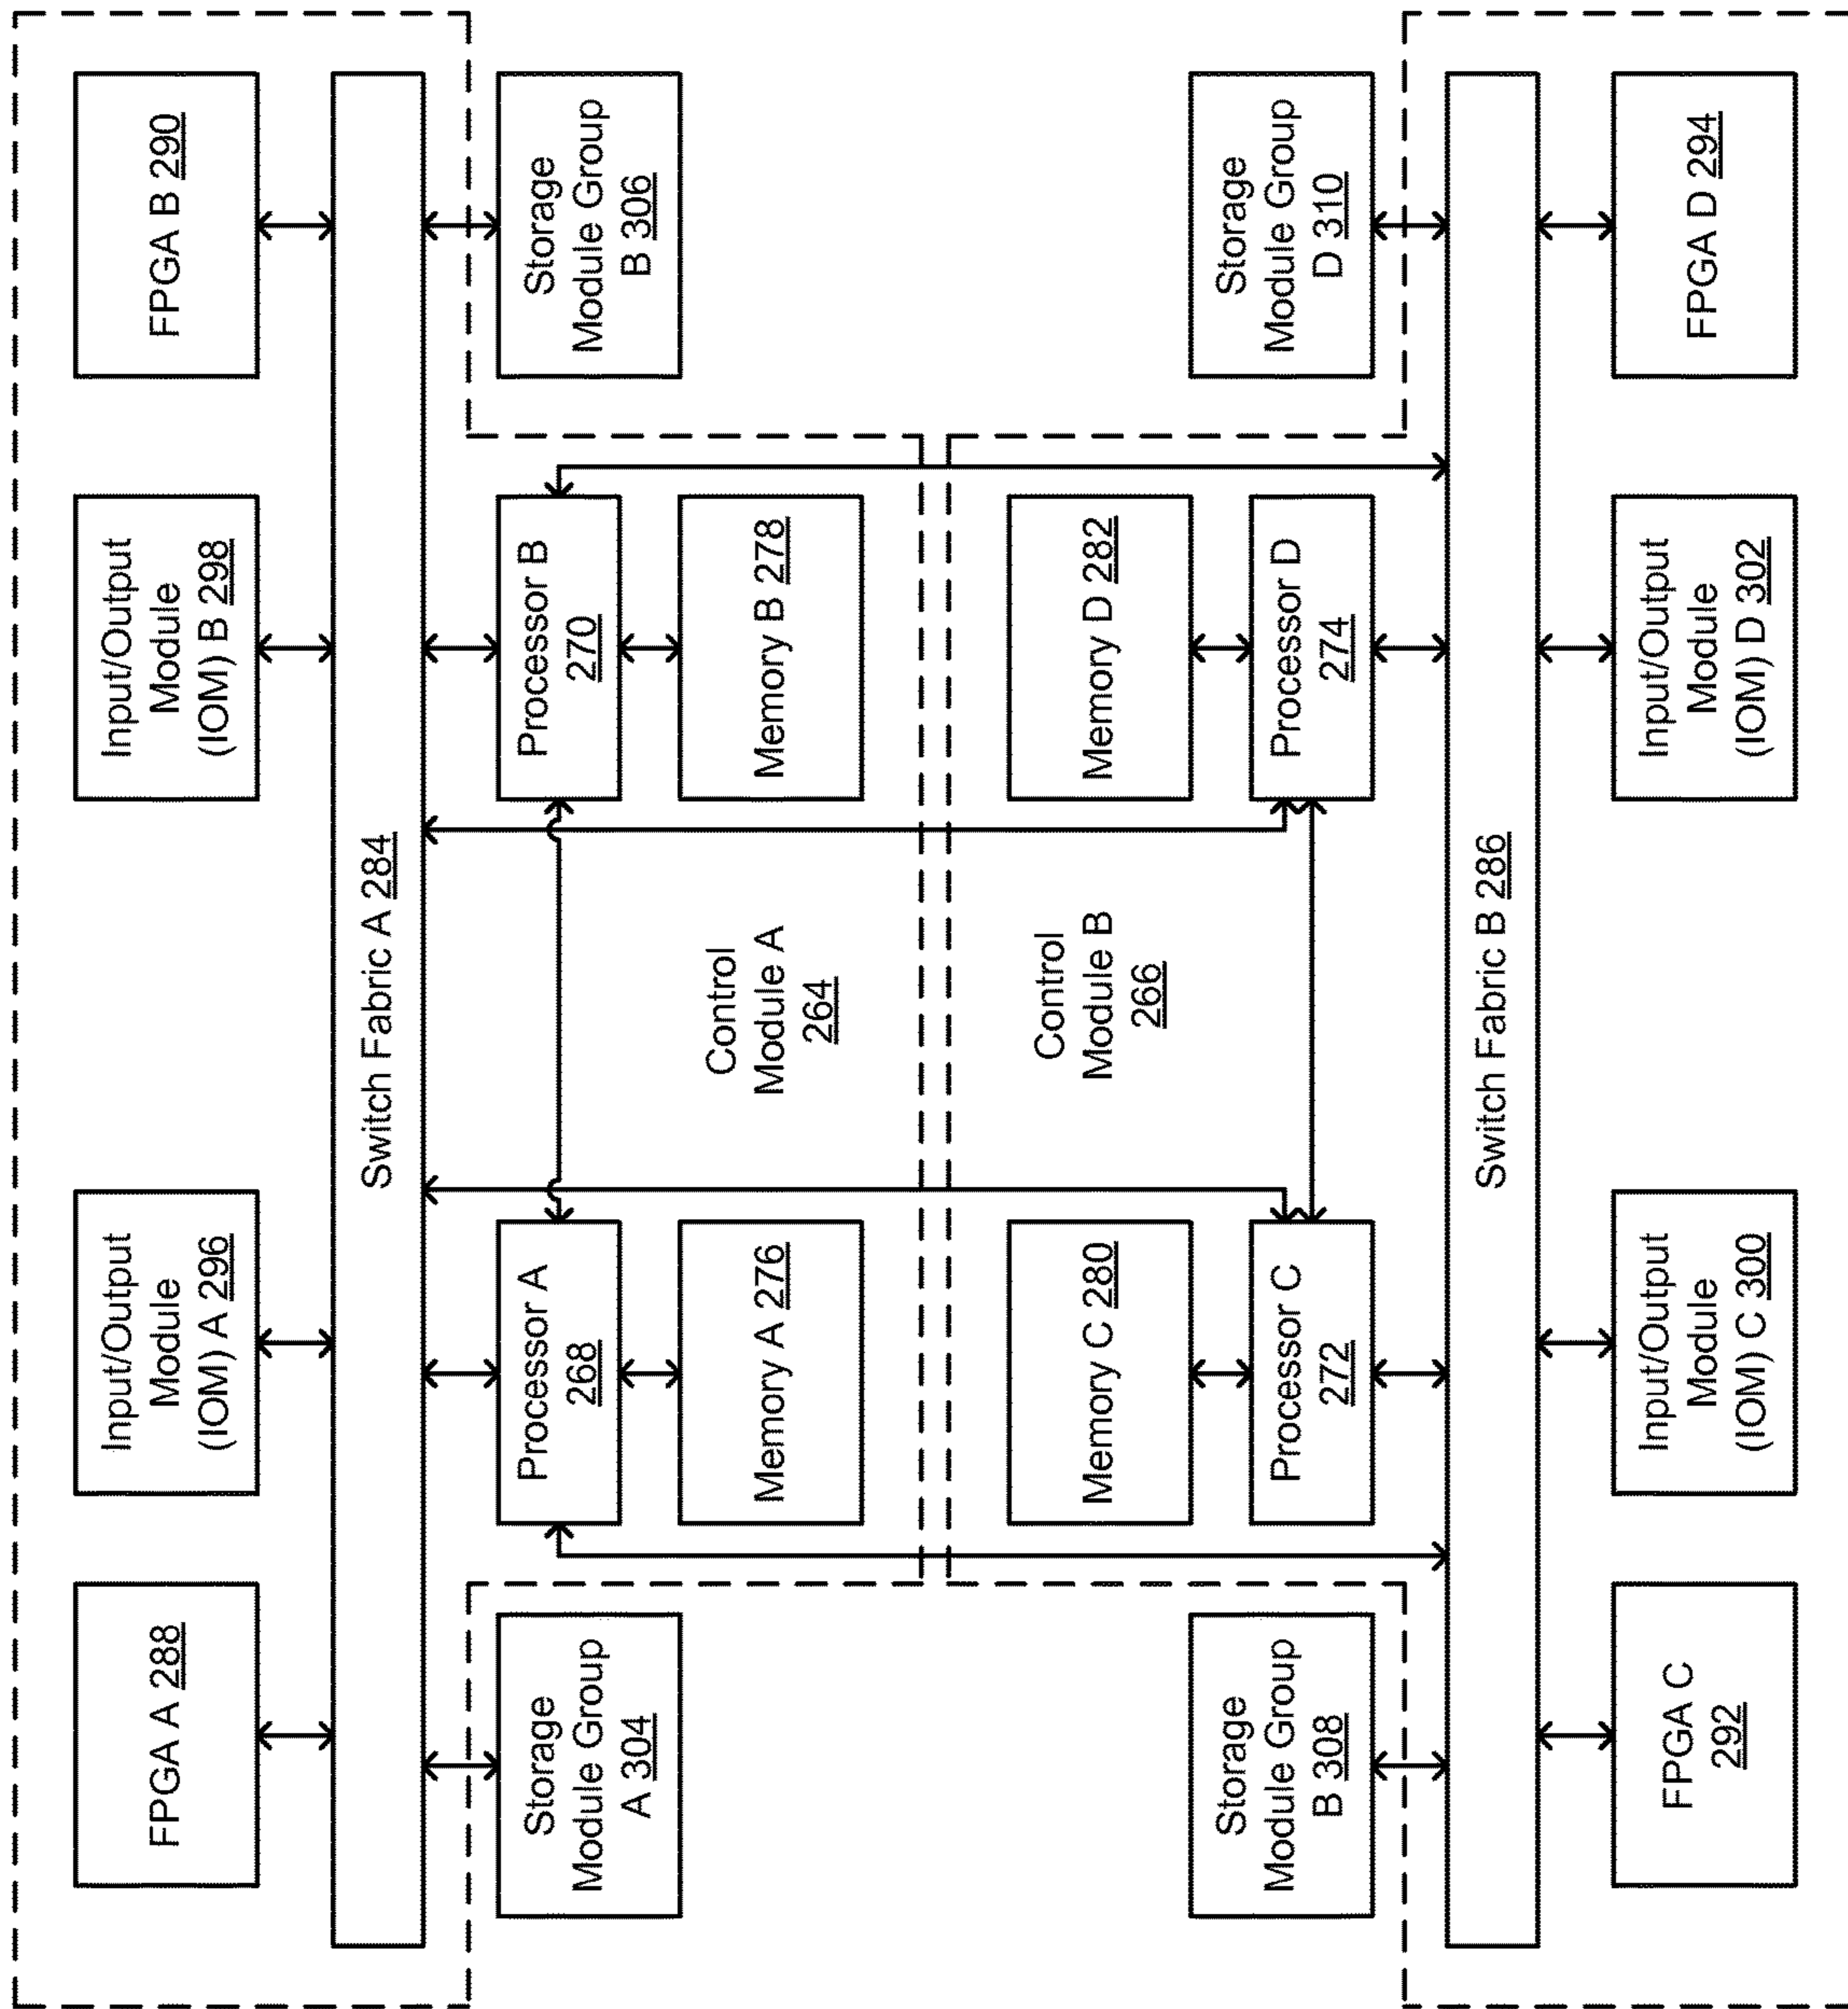 FPGA A 288
Input/Output
Module
(IOM) A 296
Input/Output
Module
(IOM) B 298
FPGA B 290
Switch Fabric A 284
Storage
Module Group
A 304
Processor A
268
Processor B
270
Storage
Module Group
B 306
Memory A 276
Control
Module A
264
Memory B 278
Memory C 280
Control
Module B
266
Memory D 282
Storage
Module Group
B 308
Processor C
272
Processor D
274
Storage
Module Group
D 310
Switch Fabric B 286
FPGA C
292
Input/Output
Module
(IOM) C 300
Input/Output
Module
(IOM) D 302
FPGA D 294